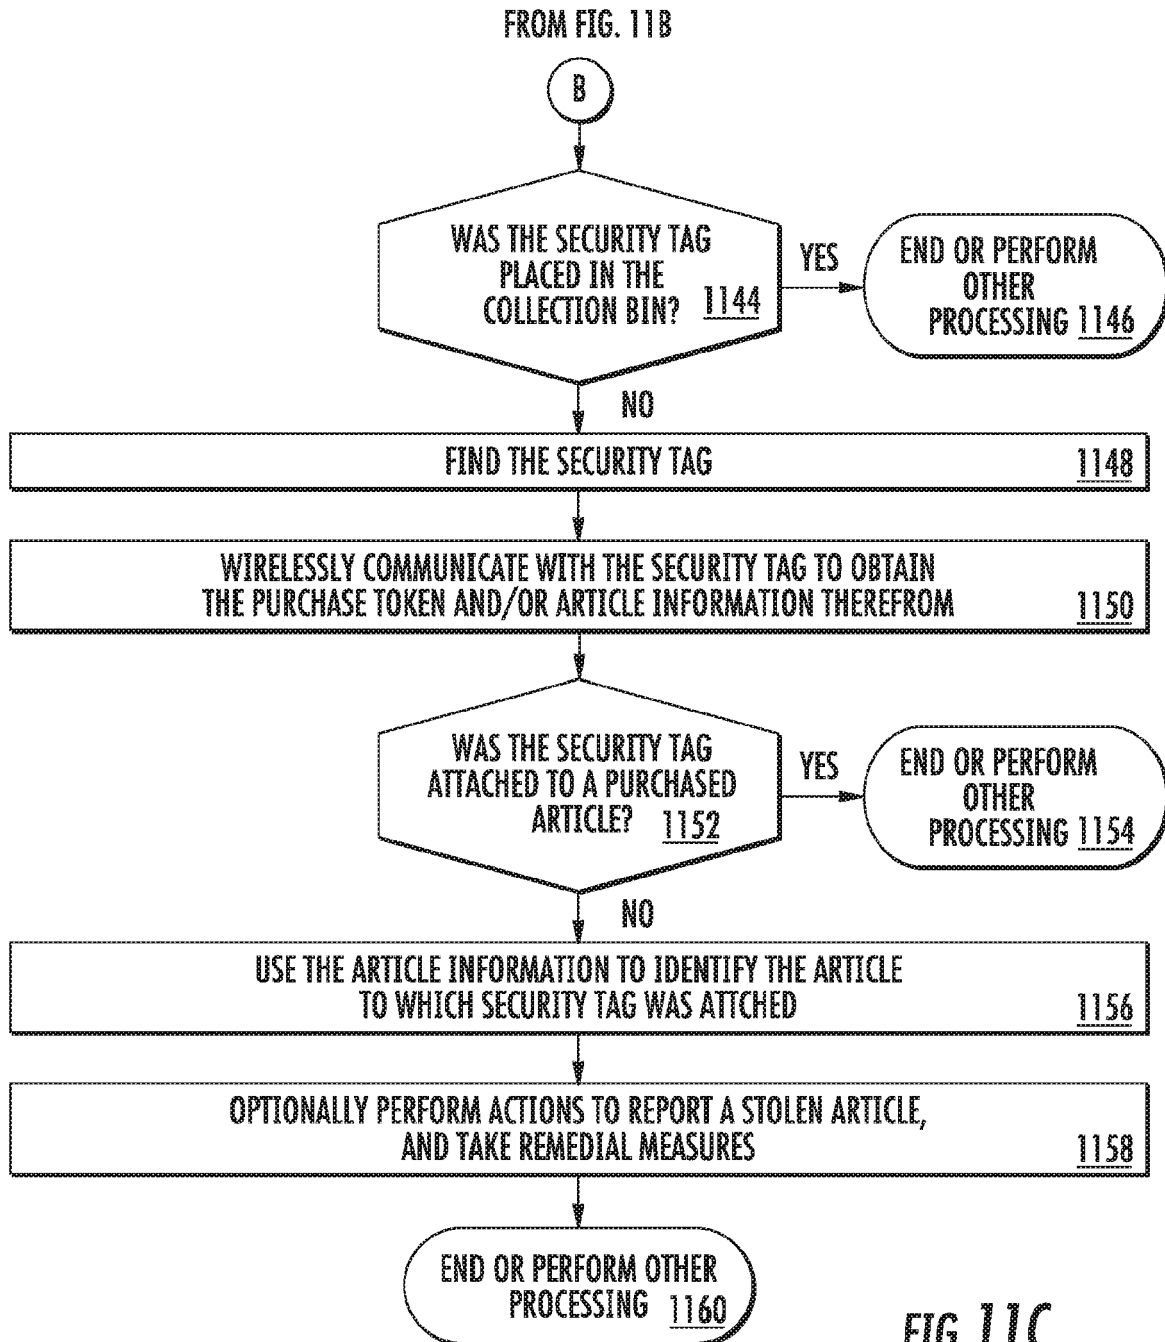 FROM FIG. 11B
B
WAS THE SECURITY TAG
PLACED IN THE
COLLECTION BIN? 1144
YES
END OR PERFORM
OTHER
PROCESSING 1146
NO
FIND THE SECURITY TAG 1148
WIRELESSLY COMMUNICATE WITH THE SECURITY TAG TO OBTAIN
THE PURCHASE TOKEN AND/OR ARTICLE INFORMATION THEREFROM 1150
WAS THE SECURITY TAG
ATTACHED TO A PURCHASED
ARTICLE? 1152
YES
END OR PERFORM
OTHER
PROCESSING 1154
NO
USE THE ARTICLE INFORMATION TO IDENTIFY THE ARTICLE
TO WHICH SECURITY TAG WAS ATTCHED 1156
OPTIONALLY PERFORM ACTIONS TO REPORT A STOLEN ARTICLE,
AND TAKE REMEDIAL MEASURES 1158
END OR PERFORM OTHER
PROCESSING 1160
FIG. 11C